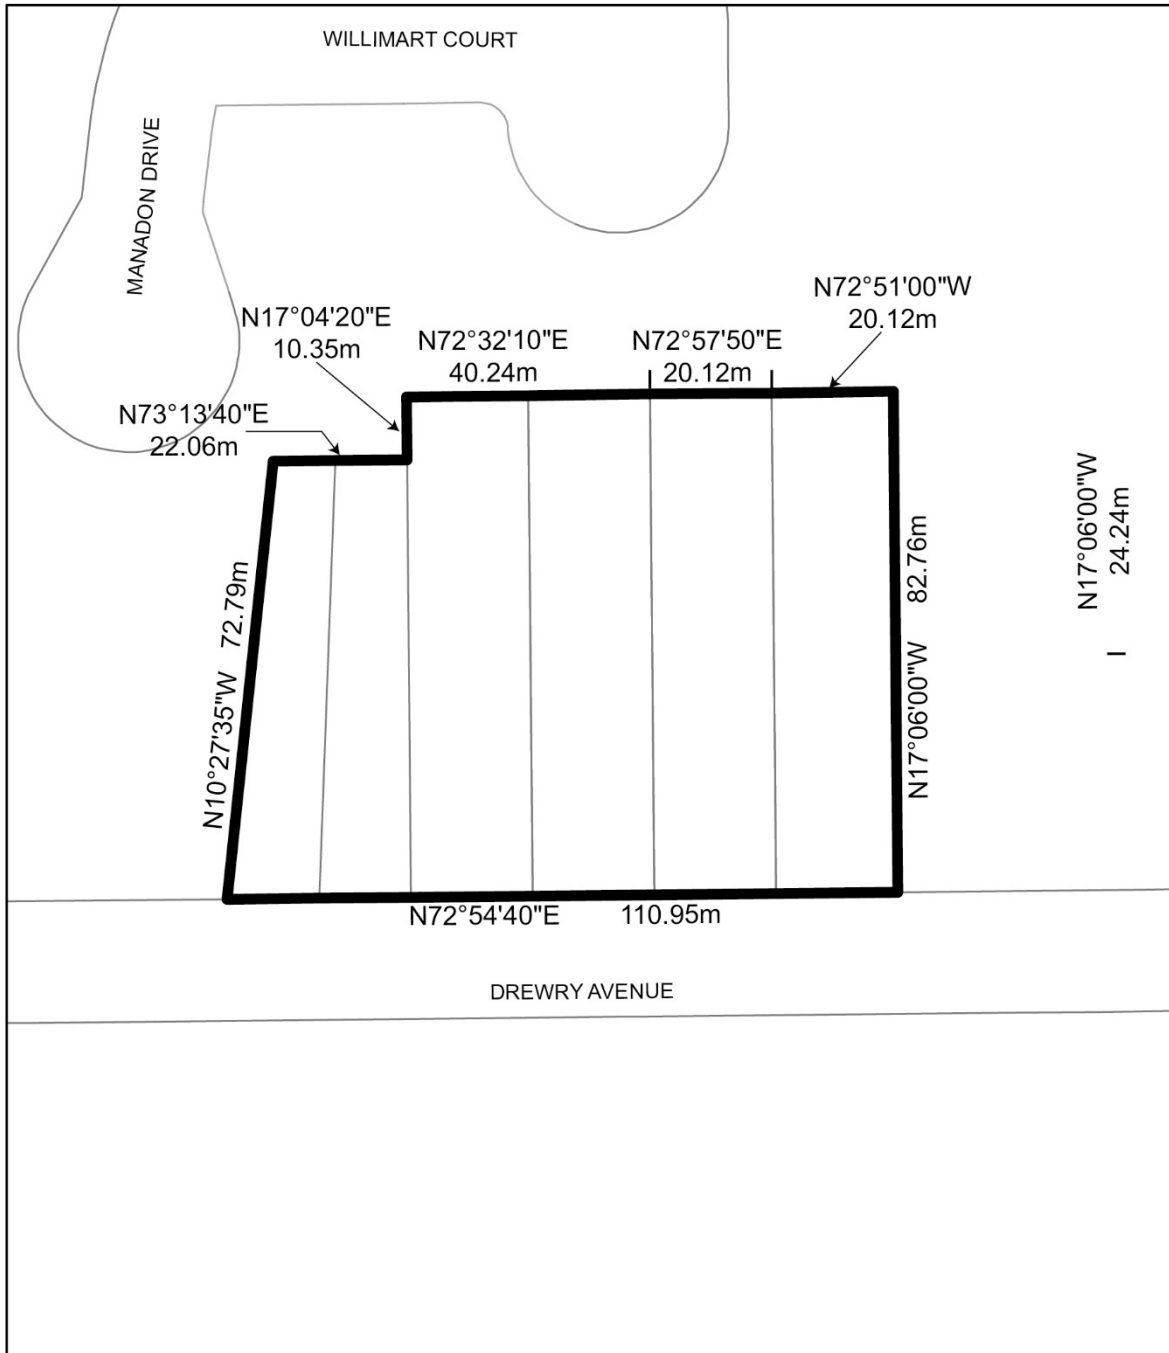 WILLIMART COURT
MANADON DRIVE
N72°51'00"W
20.12m
N17°04'20"E
10.35m
N72°32'10"E
40.24m
N72°57'50"E
20.12m
N73°13'40"E
22.06m
N17°06'00"W
24.24m
N10°27'35"W 72.79m
N17°06'00"W 82.76m
N72°54'40"E 110.95m
DREWRY AVENUE